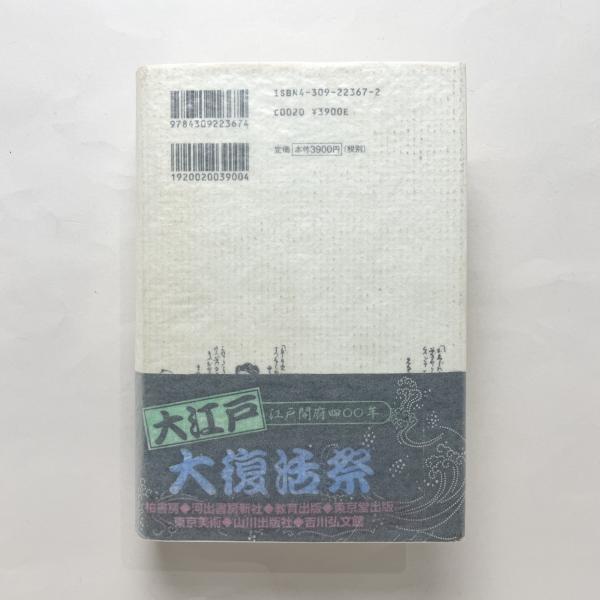 ISBN4-309-22367-2
C0020 ¥3900E
9784309223674
定価 本体3900円 (税別)
1920020039004
大江戸
江戸開府四〇〇年
大復活祭
柏書房◆河出書房新社◆教育出版◆東京堂出版
東京美術◆山川出版社◆吉川弘文館